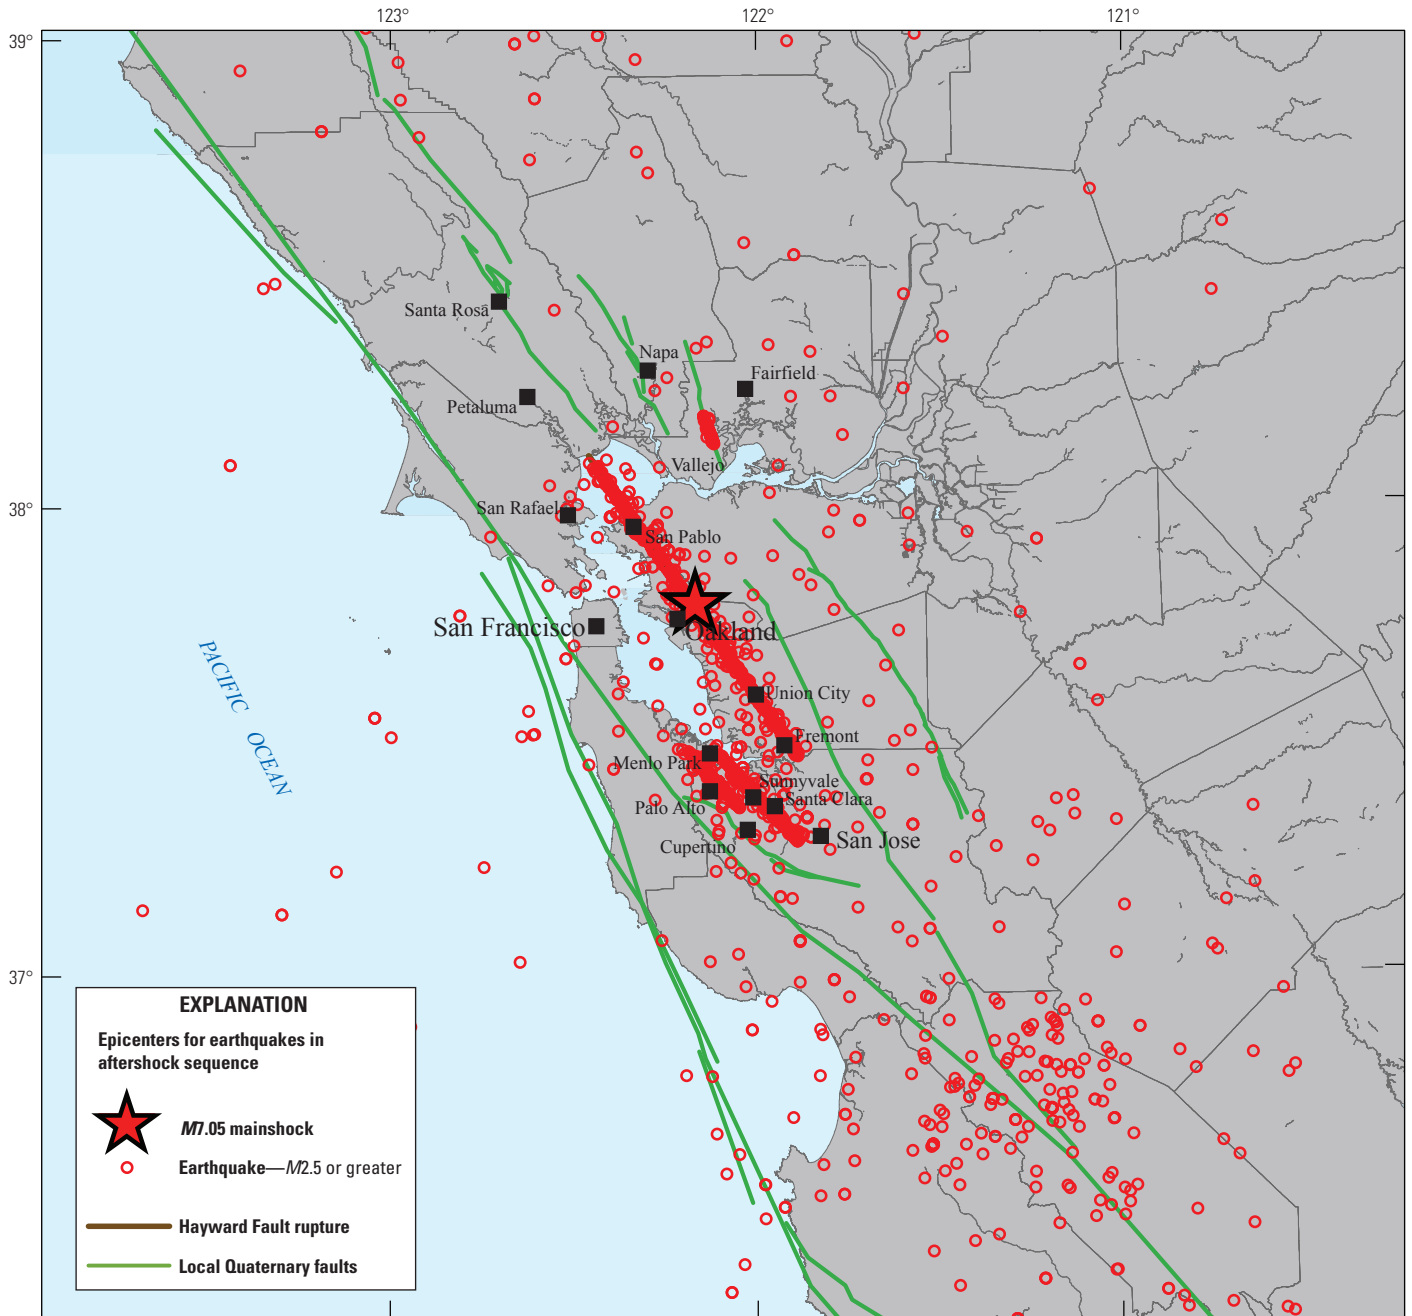 123°
122°
121°
39°
Santa Rosa
Napa
Fairfield
Petaluma
Vallejo
38°
San Rafael
San Pablo
San Francisco
Oakland
PACIFIC OCEAN
Union City
Fremont
Menlo Park
Sunnyvale
Palo Alto
Santa Clara
Cupertino
San Jose
37°
EXPLANATION
Epicenters for earthquakes in
aftershock sequence
M7.05 mainshock
Earthquake—M2.5 or greater
Hayward Fault rupture
Local Quaternary faults